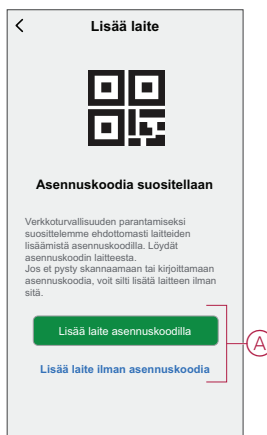 Lisää laite
Asennuskoodia suositellaan
Verkkoturvallisuuden parantamiseksi
suosittelemme ehdottomasti laitteiden
lisäämistä asennuskoodilla. Löydät
asennuskoodin laitteesta.
Jos et pysty skannaamaan tai kirjoittamaan
asennuskoodia, voit silti lisätä laitteen ilman
sitä.
Lisää laite asennuskoodilla
A
Lisää laite ilman asennuskoodia